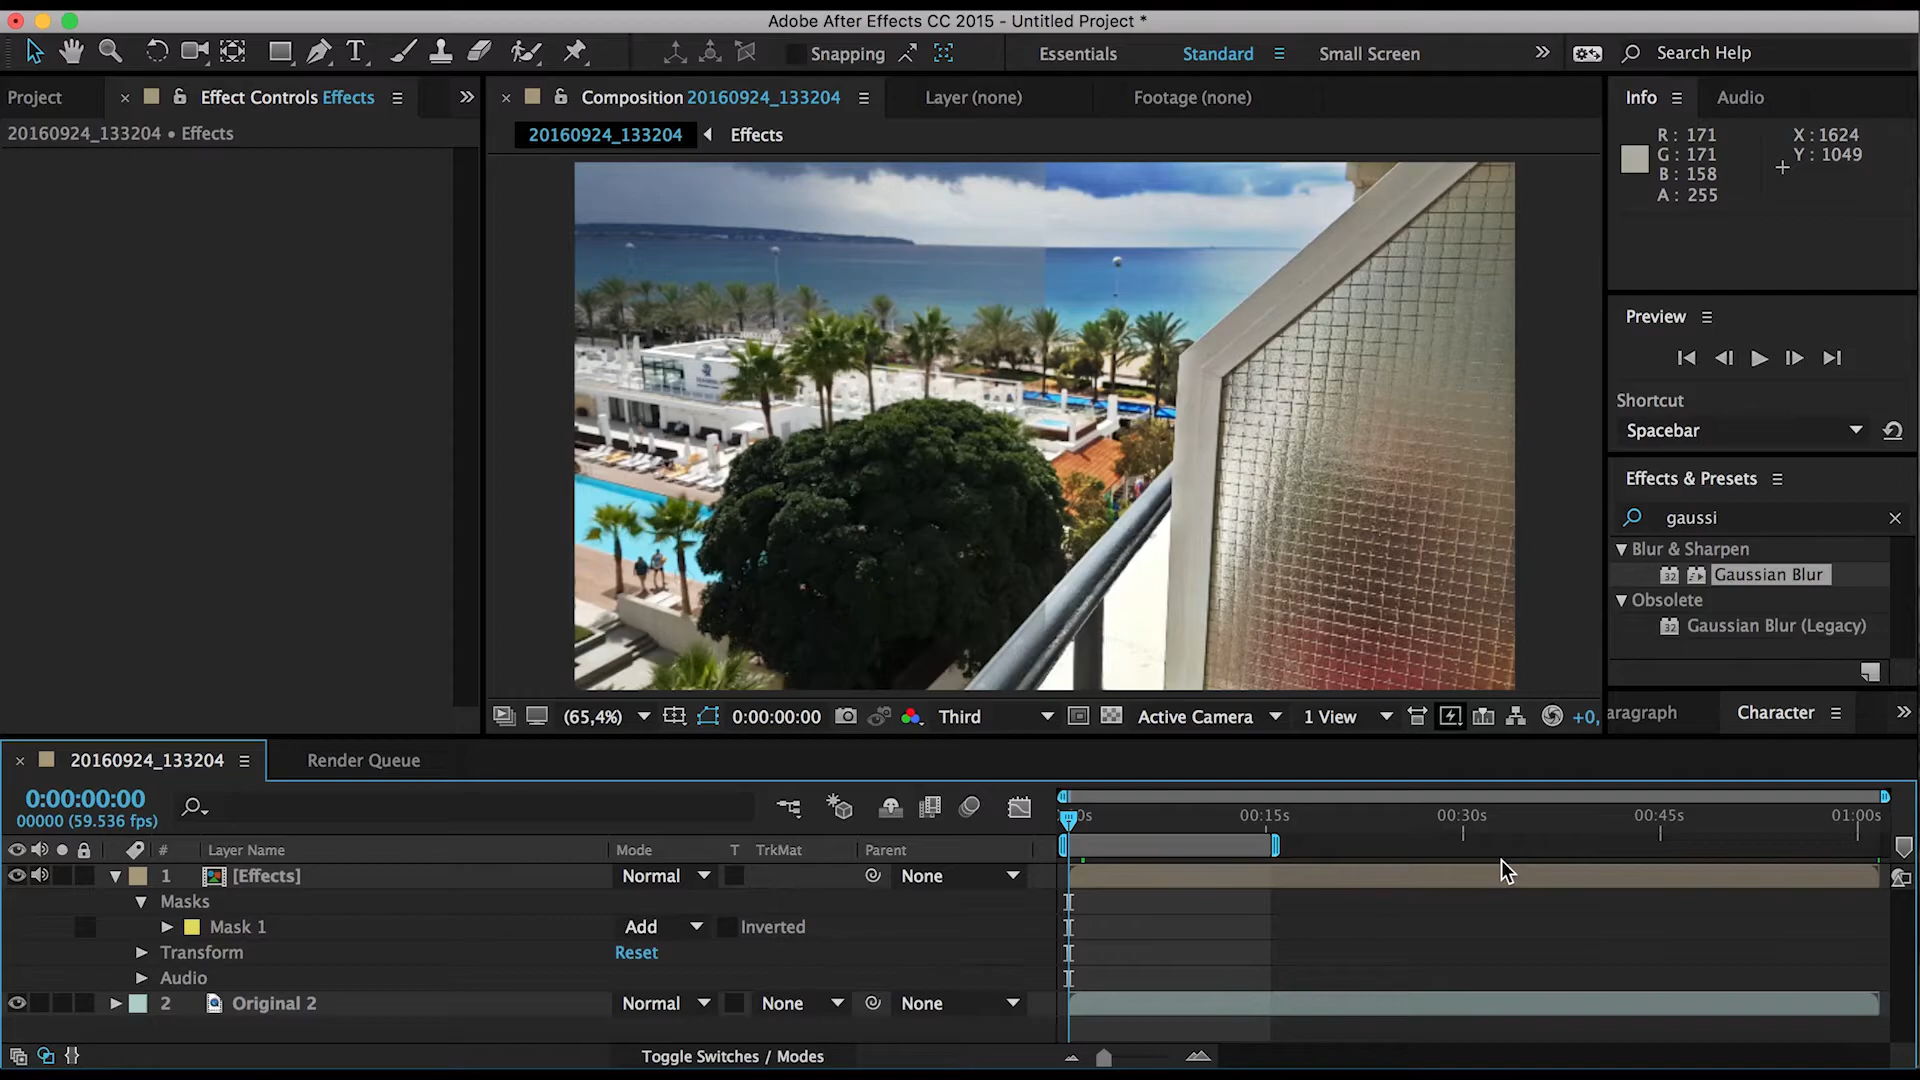 Adobe After Effects CC 2015 - Untitled Project *
Snapping
Essentials
Standard
Small Screen
Search Help
Project
Effect Controls Effects
Composition 20160924_133204
Layer (none)
Footage (none)
Info
Audio
20160924_133204 • Effects
20160924_133204
Effects
R : 171
G : 171
B : 158
A : 255
X : 1624
Y : 1049
Preview
Shortcut
Spacebar
Effects & Presets
gaussi
Blur & Sharpen
32 Gaussian Blur
Obsolete
32 Gaussian Blur (Legacy)
(65,4%)
0:00:00:00
Third
Active Camera
1 View
+0,
aragraph
Character
20160924_133204
Render Queue
0:00:00:00
00000 (59.536 fps)
0s
00:15s
00:30s
00:45s
01:00s
# Layer Name
Mode
T TrkMat
Parent
1 [Effects]
Normal
None
Masks
Mask 1
Add
Inverted
Transform
Reset
Audio
2 Original 2
Normal
None
None
Toggle Switches / Modes